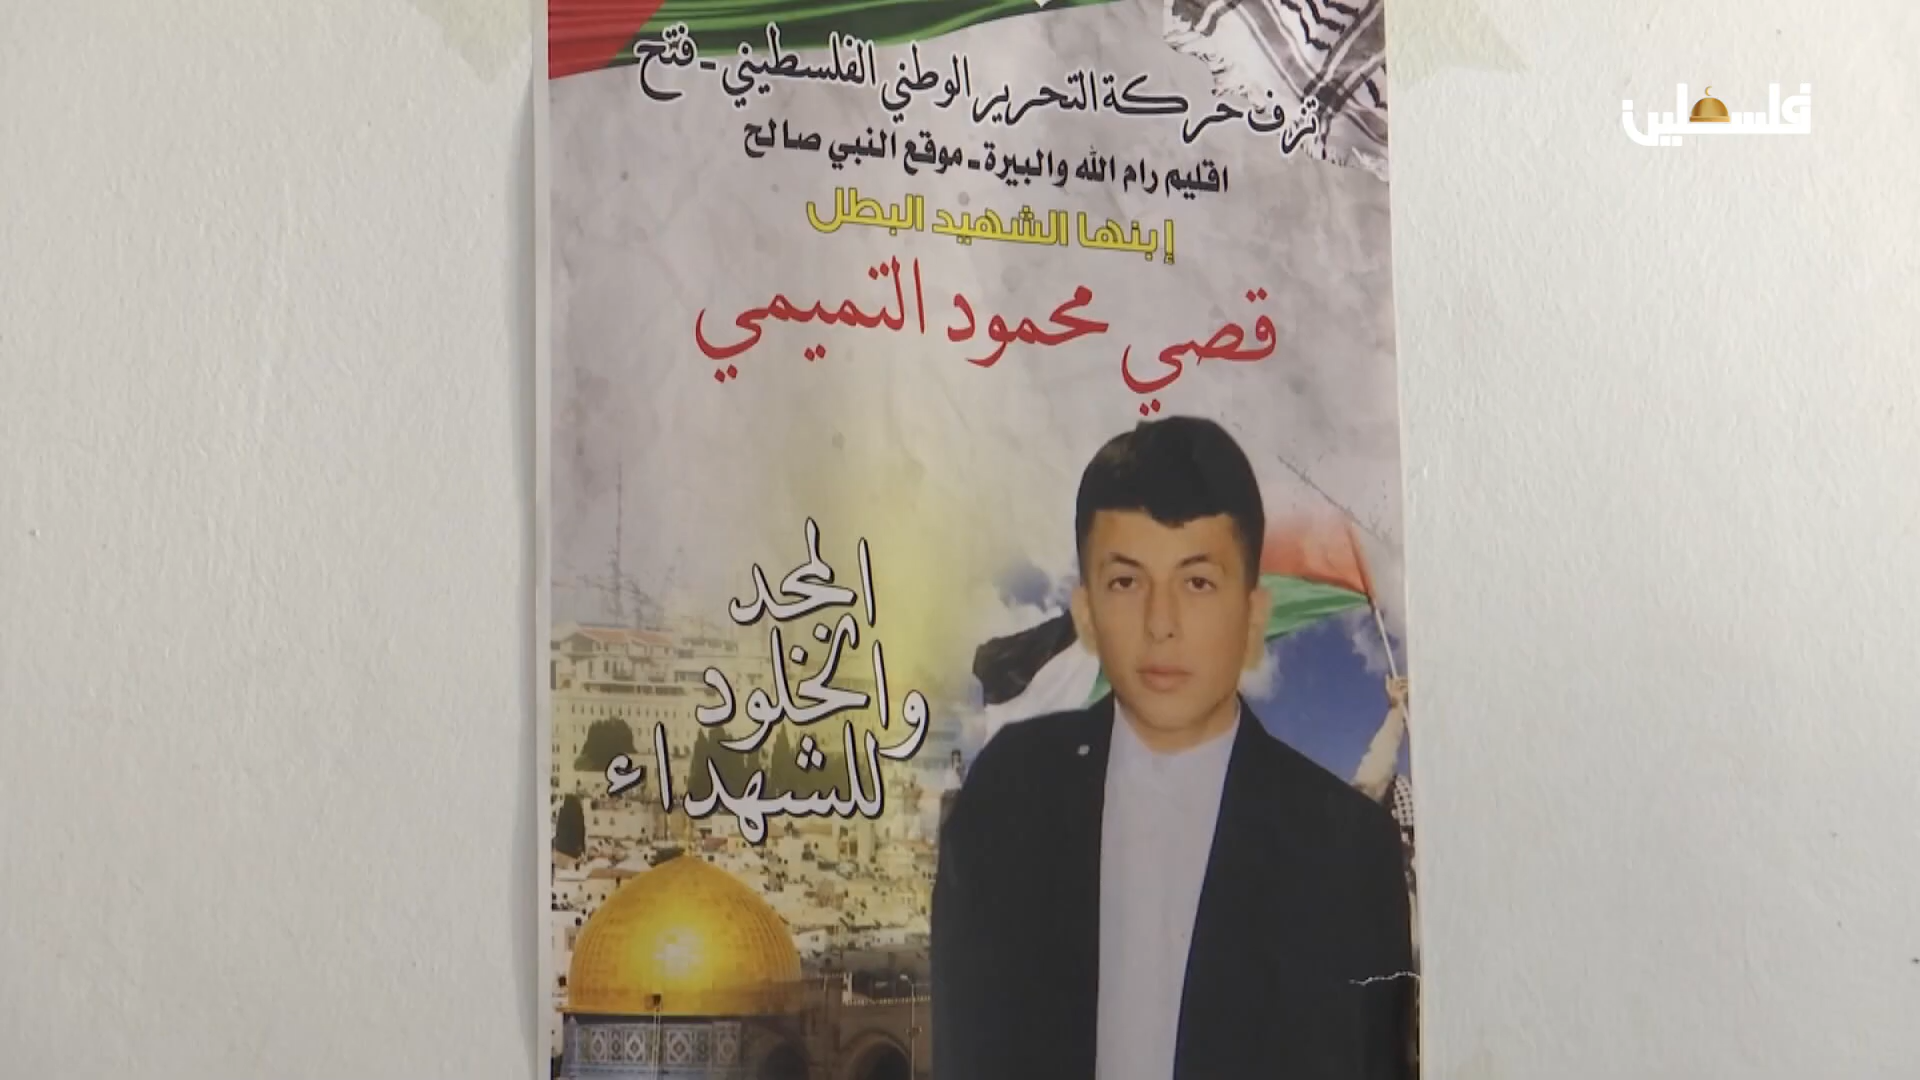 تزف حركة التحرير الوطني الفلسطيني - فتح
اقليم رام الله والبيرة - موقع النبي صالح
إبنها الشهيد البطل
قصي محمود التميمي
المجد
والخلود
للشهداء
فلسطين